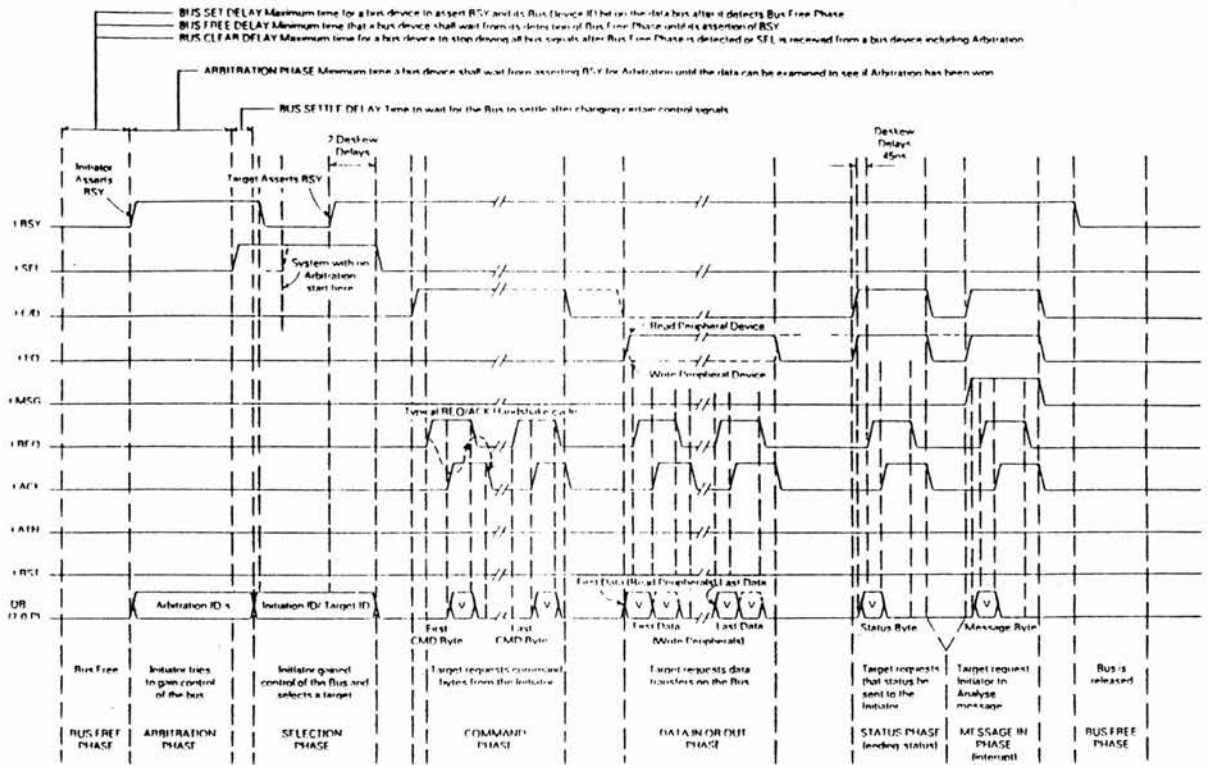 BUS SET DELAY Maximum time for a bus device to assert BSY and its Bus Device ID bit on the data bus after it detects Bus Free Phase
BUS FREE DELAY Minimum time that a bus device shall wait from its detection of Bus Free Phase until its assertion of BSY
BUS CLEAR DELAY Maximum time for a bus device to stop driving all bus signals after Bus Free Phase is detected or SEL is received from a bus device including Arbitration
ARBITRATION PHASE Minimum time a bus device shall wait from asserting BSY for Arbitration until the data can be examined to see if Arbitration has been won
BUS SETTLE DELAY Time to wait for the Bus to settle after changing certain control signals
2 Deskew
Delays
Deskew
Delays
45ns
Initiator
Asserts
BSY
Target Asserts BSY
BSY
SEL
System with no
Arbitration
start here
C/D
Read Peripheral Device
I/O
Write Peripheral Device
MSG
Typical REQ/ACK Handshake cycle
REQ
ACK
ATN
RST
First Data (Read Peripherals) Last Data
DB
(7-0 P)
Arbitration ID s
Initiation ID/ Target ID
V V V V V V V V
First
CMD Byte
Last
CMD Byte
First Data Last Data
(Write Peripherals)
Status Byte
Message Byte
Bus Free
Initiator tries
to gain control
of the bus
Initiator gained
control of the Bus and
selects a target
Target requests command
bytes from the Initiator
Target requests data
transfers on the Bus
Target requests
that status be
sent to the
Initiator
Target request
Initiator to
Analyse
message
Bus is
released
BUS FREE
PHASE
ARBITRATION
PHASE
SELECTION
PHASE
COMMAND
PHASE
DATA IN OR OUT
PHASE
STATUS PHASE
(ending status)
MESSAGE IN
PHASE
(interrupt)
BUS FREE
PHASE